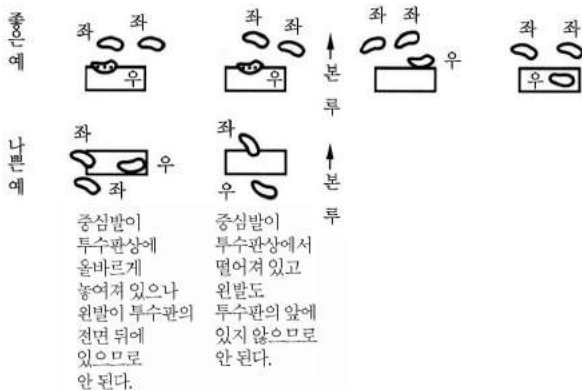 좋은 예
좌 좌
우
좌 좌
우
↑본루
좌 좌
우
좌 좌
우
나쁜 예
좌
우
좌
좌
우
↑본루
중심발이
투수판상에
올바르게
놓여져 있으나
왼발이 투수판의
전면 뒤에
있으므로
안 된다.
중심발이
투수판상에서
떨어져 있고
왼발도
투수판의 앞에
있지 않으므로
안 된다.